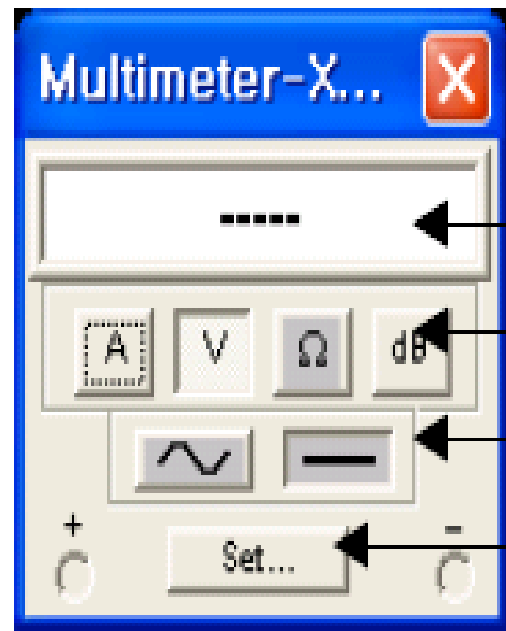 Multimeter-X...
-----
A V Ω dB
+ -
Set...